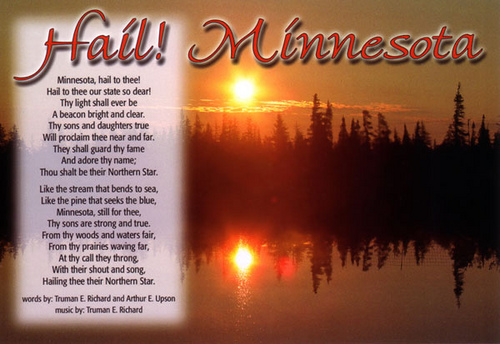 Hail! Minnesota
Minnesota, hail to thee!
Hail to thee our state so dear!
Thy light shall ever be
A beacon bright and clear.
Thy sons and daughters true
Will proclaim thee near and far.
They shall guard thy fame
And adore thy name;
Thou shalt be their Northern Star.
Like the stream that bends to sea,
Like the pine that seeks the blue,
Minnesota, still for thee,
Thy sons are strong and true.
From thy woods and waters fair,
From thy prairies waving far,
At thy call they throng,
With their shout and song,
Hailing thee their Northern Star.
words by: Truman E. Richard and Arthur E. Upson
music by: Truman E. Richard